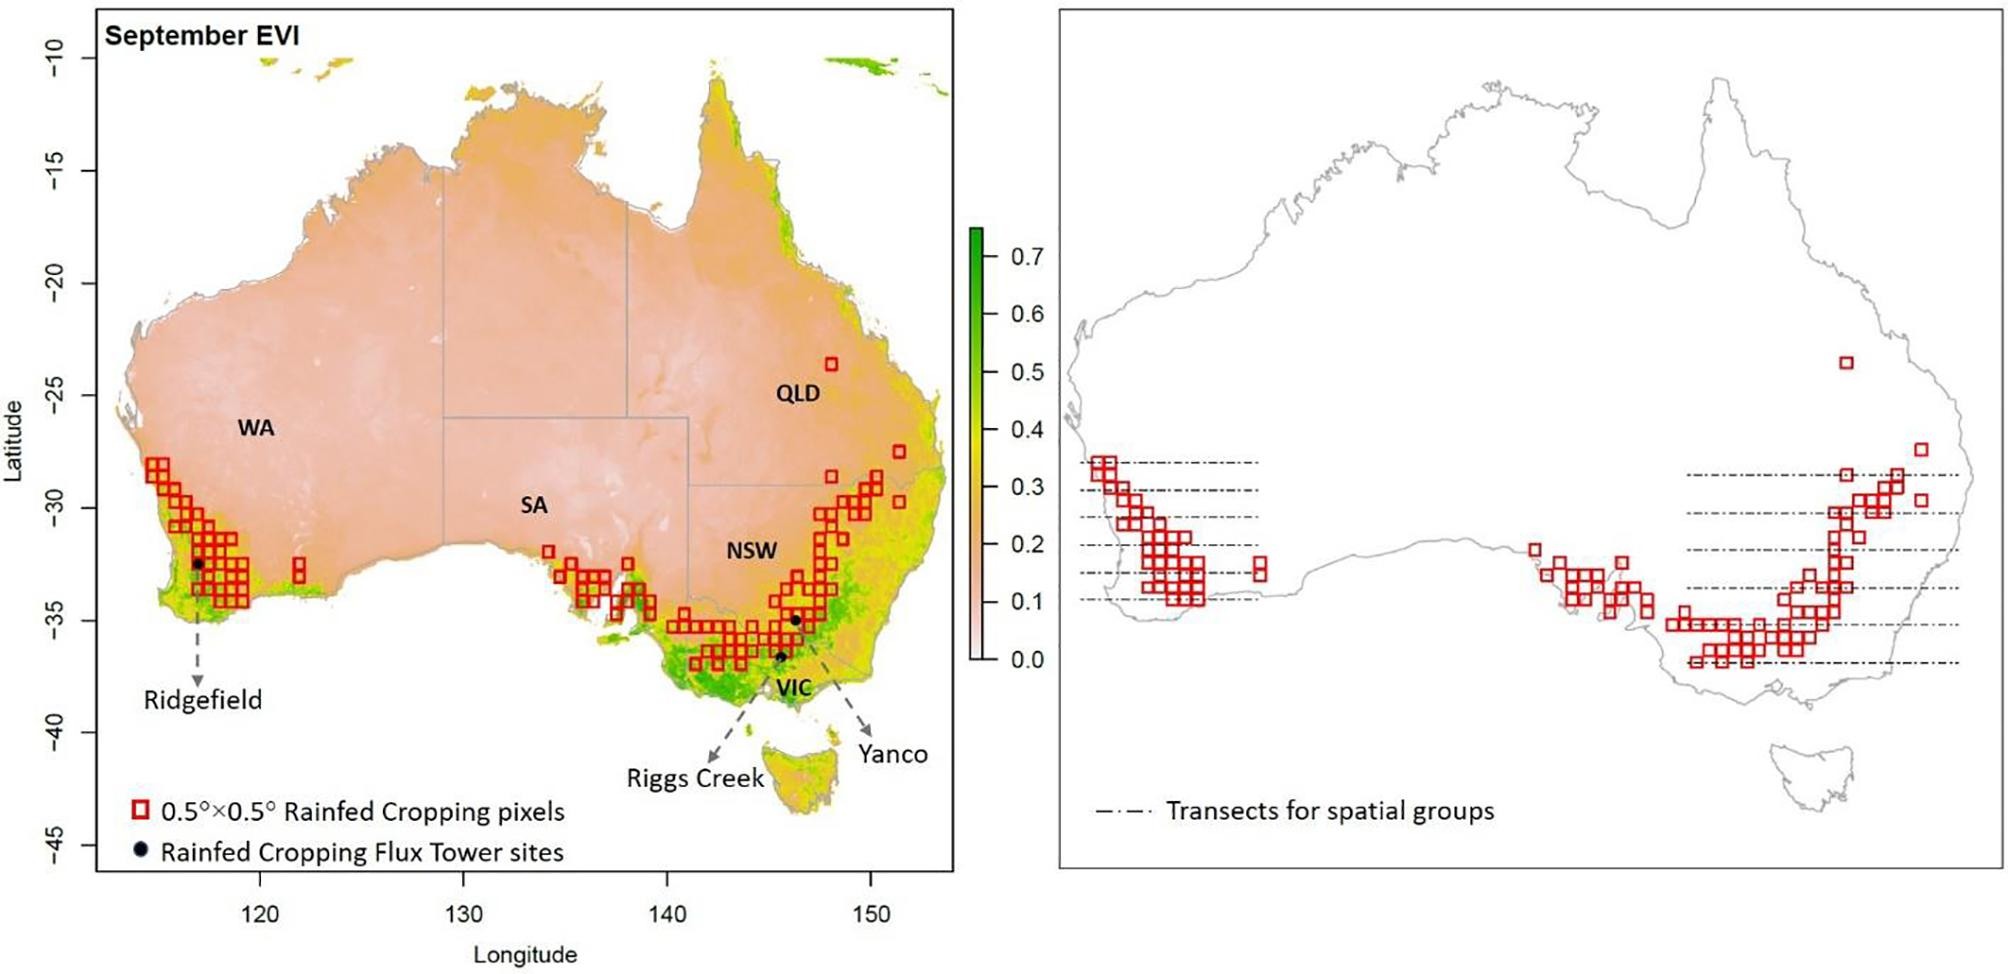 September EVI
−10
−15
−20
−25
−30
−35
−40
−45
Latitude
WA
SA
QLD
NSW
VIC
Ridgefield
Riggs Creek
Yanco
0.5°×0.5° Rainfed Cropping pixels
Rainfed Cropping Flux Tower sites
120
130
140
150
Longitude
0.7
0.6
0.5
0.4
0.3
0.2
0.1
0.0
Transects for spatial groups